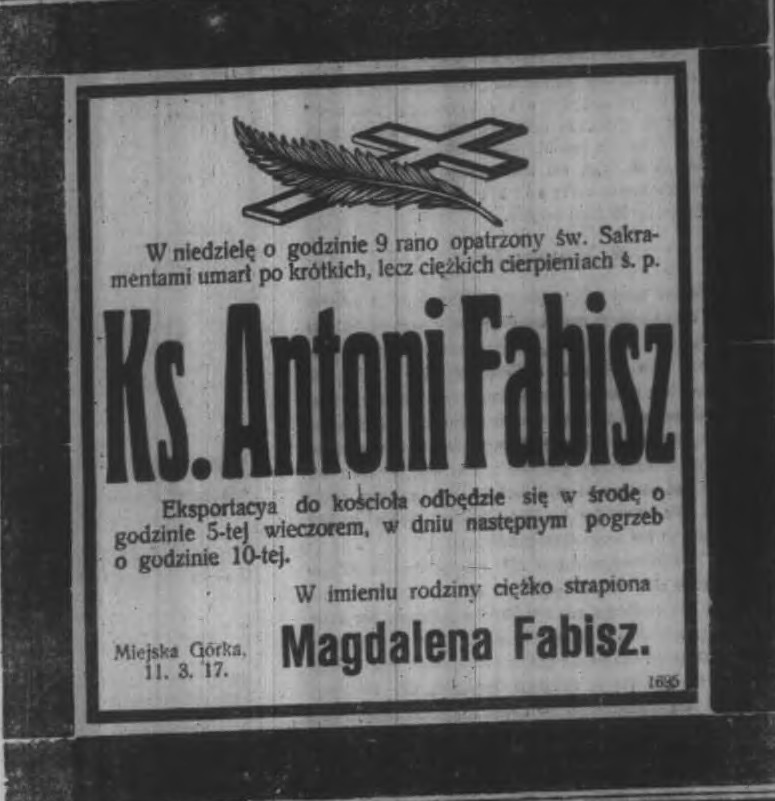 W niedzielę o godzinie 9 rano opatrzony św. Sakra-
mentami umarł po krótkich, lecz ciężkich cierpieniach ś. p.
Ks. Antoni Fabisz
Eksportacya do kościoła odbędzie się w środę o
godzinie 5-tej wieczorem, w dniu następnym pogrzeb
o godzinie 10-tej.
W imieniu rodziny ciężko strapiona
Magdalena Fabisz.
Miejska Górka,
11. 3. 17.
1695